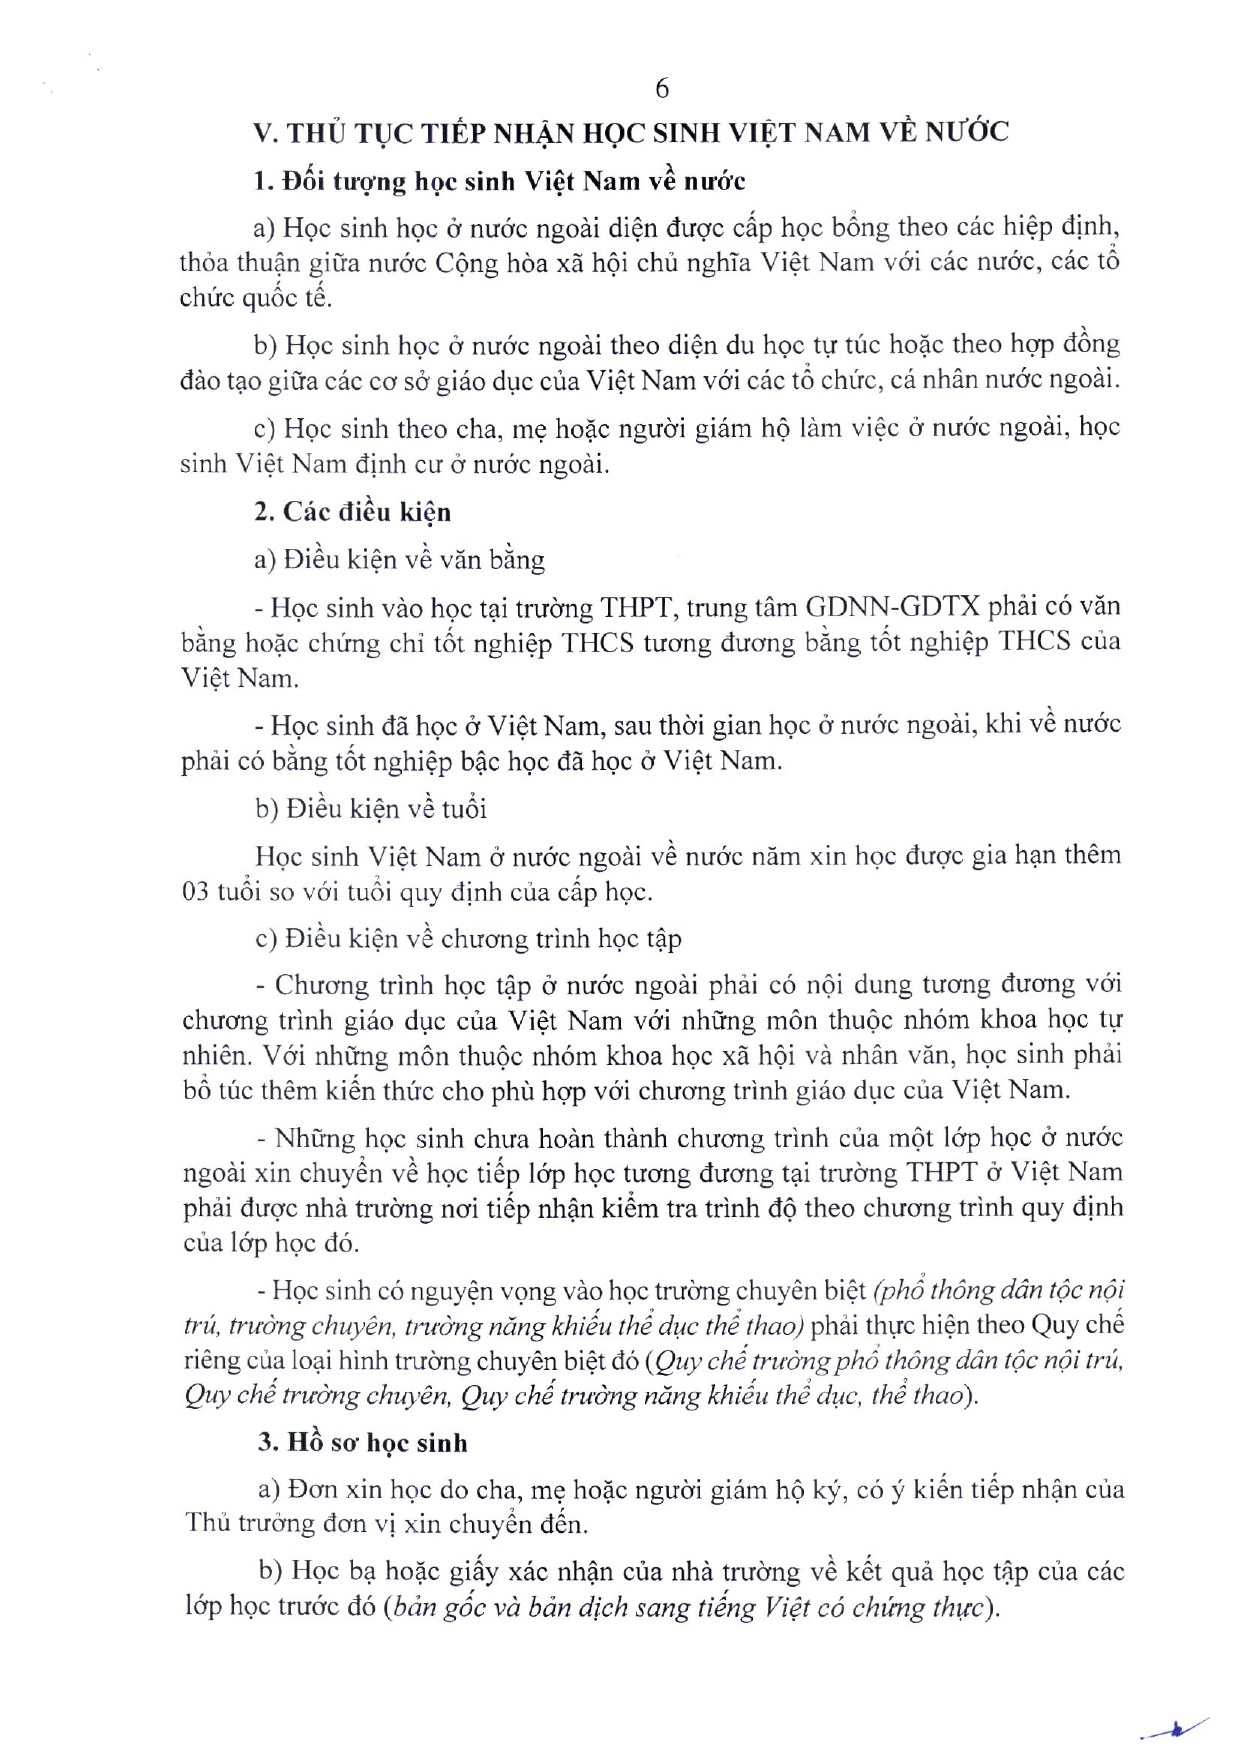 6
V. THỦ TỤC TIẾP NHẬN HỌC SINH VIỆT NAM VỀ NƯỚC
1. Đối tượng học sinh Việt Nam về nước
a) Học sinh học ở nước ngoài diện được cấp học bổng theo các hiệp định,
thỏa thuận giữa nước Cộng hòa xã hội chủ nghĩa Việt Nam với các nước, các tổ
chức quốc tế.
b) Học sinh học ở nước ngoài theo diện du học tự túc hoặc theo hợp đồng
đào tạo giữa các cơ sở giáo dục của Việt Nam với các tổ chức, cá nhân nước ngoài.
c) Học sinh theo cha, mẹ hoặc người giám hộ làm việc ở nước ngoài, học
sinh Việt Nam định cư ở nước ngoài.
2. Các điều kiện
a) Điều kiện về văn bằng
- Học sinh vào học tại trường THPT, trung tâm GDNN-GDTX phải có văn
bằng hoặc chứng chỉ tốt nghiệp THCS tương đương bằng tốt nghiệp THCS của
Việt Nam.
- Học sinh đã học ở Việt Nam, sau thời gian học ở nước ngoài, khi về nước
phải có bằng tốt nghiệp bậc học đã học ở Việt Nam.
b) Điều kiện về tuổi
Học sinh Việt Nam ở nước ngoài về nước năm xin học được gia hạn thêm
03 tuổi so với tuổi quy định của cấp học.
c) Điều kiện về chương trình học tập
- Chương trình học tập ở nước ngoài phải có nội dung tương đương với
chương trình giáo dục của Việt Nam với những môn thuộc nhóm khoa học tự
nhiên. Với những môn thuộc nhóm khoa học xã hội và nhân văn, học sinh phải
bổ túc thêm kiến thức cho phù hợp với chương trình giáo dục của Việt Nam.
- Những học sinh chưa hoàn thành chương trình của một lớp học ở nước
ngoài xin chuyển về học tiếp lớp học tương đương tại trường THPT ở Việt Nam
phải được nhà trường nơi tiếp nhận kiểm tra trình độ theo chương trình quy định
của lớp học đó.
- Học sinh có nguyện vọng vào học trường chuyên biệt (phổ thông dân tộc nội
trú, trường chuyên, trường năng khiếu thể dục thể thao) phải thực hiện theo Quy chế
riêng của loại hình trường chuyên biệt đó (Quy chế trường phổ thông dân tộc nội trú,
Quy chế trường chuyên, Quy chế trường năng khiếu thể dục, thể thao).
3. Hồ sơ học sinh
a) Đơn xin học do cha, mẹ hoặc người giám hộ ký, có ý kiến tiếp nhận của
Thủ trưởng đơn vị xin chuyển đến.
b) Học bạ hoặc giấy xác nhận của nhà trường về kết quả học tập của các
lớp học trước đó (bản gốc và bản dịch sang tiếng Việt có chứng thực).